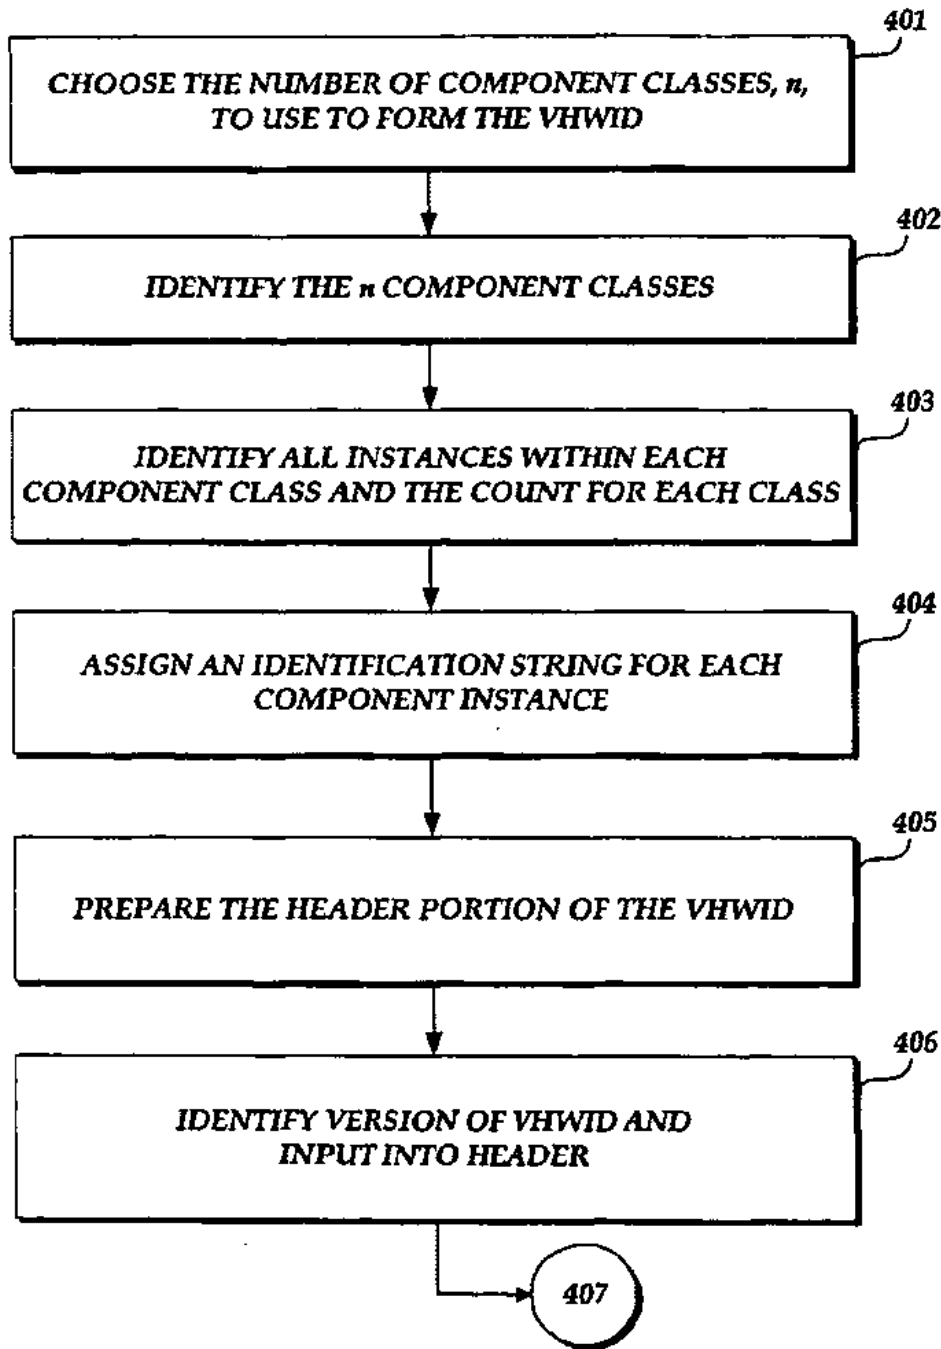 401
CHOOSE THE NUMBER OF COMPONENT CLASSES, n,
TO USE TO FORM THE VHWID
402
IDENTIFY THE n COMPONENT CLASSES
403
IDENTIFY ALL INSTANCES WITHIN EACH
COMPONENT CLASS AND THE COUNT FOR EACH CLASS
404
ASSIGN AN IDENTIFICATION STRING FOR EACH
COMPONENT INSTANCE
405
PREPARE THE HEADER PORTION OF THE VHWID
406
IDENTIFY VERSION OF VHWID AND
INPUT INTO HEADER
407